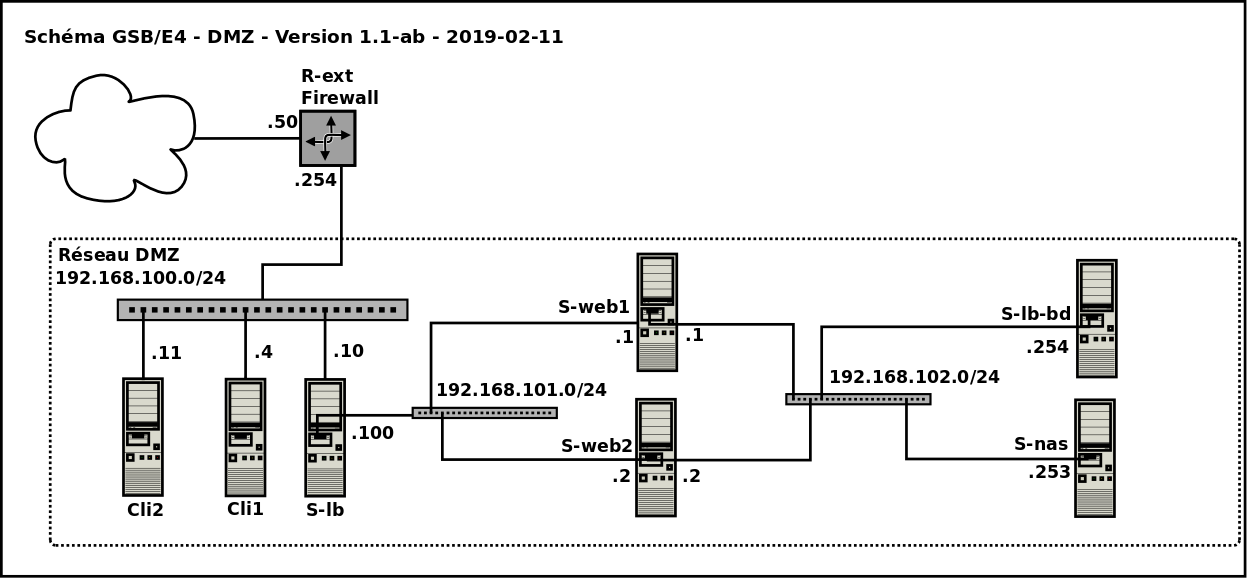 Schéma GSB/E4 - DMZ - Version 1.1-ab - 2019-02-11
R-ext
Firewall
.50
.254
Réseau DMZ
192.168.100.0/24
.11
.4
.10
Cli2
Cli1
S-lb
.100
192.168.101.0/24
S-web1
.1
.1
S-web2
.2
.2
192.168.102.0/24
S-lb-bd
.254
S-nas
.253